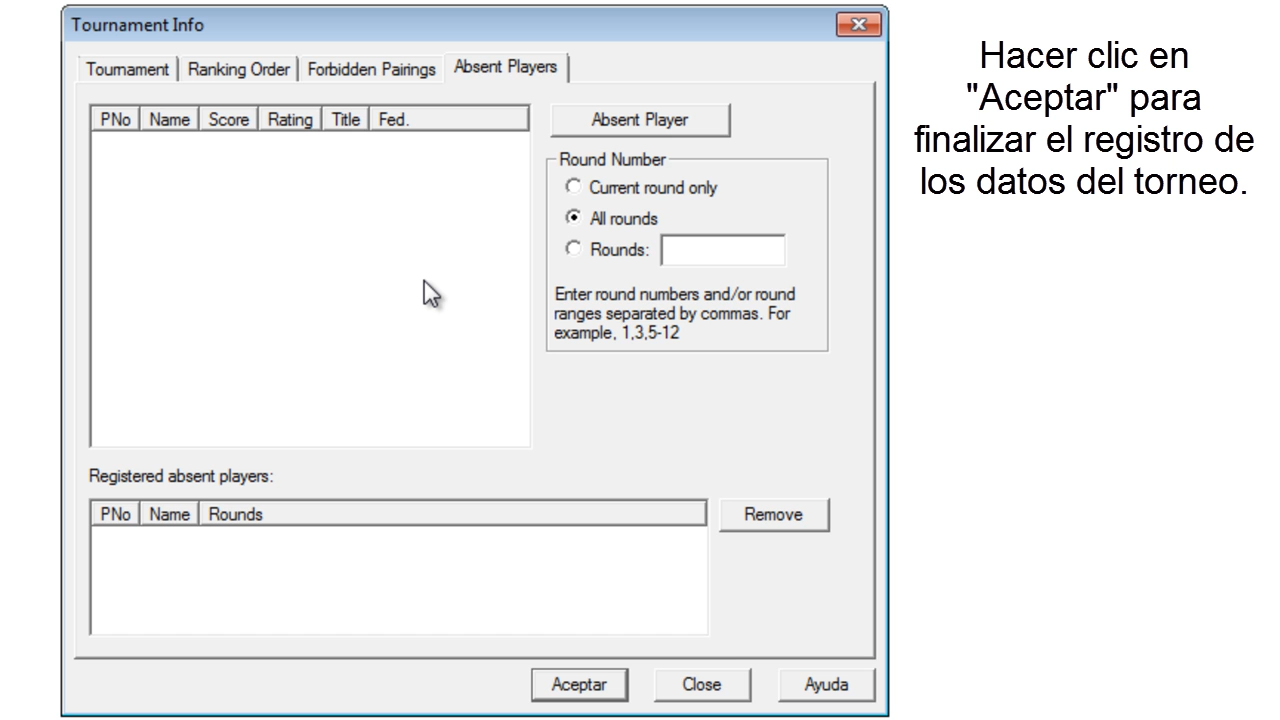 Tournament Info
Tournament
Ranking Order
Forbidden Pairings
Absent Players
PNo Name Score Rating Title Fed.
Absent Player
Round Number
Current round only
All rounds
Rounds:
Enter round numbers and/or round
ranges separated by commas. For
example, 1,3,5-12
Registered absent players:
PNo Name Rounds
Remove
Aceptar
Close
Ayuda
Hacer clic en
"Aceptar" para
finalizar el registro de
los datos del torneo.